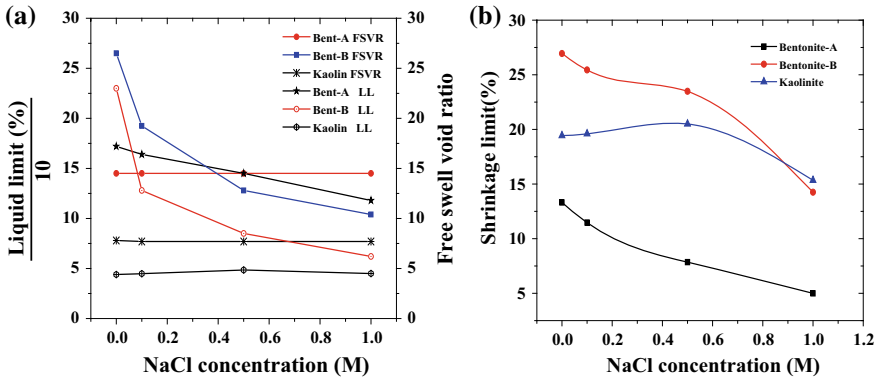 (a)
30
25
20
15
10
5
0
Liquid limit (%)
10
0.0 0.2 0.4 0.6 0.8 1.0
NaCl concentration (M)
30
25
20
15
10
5
0
Free swell void ratio
Bent-A FSVR
Bent-B FSVR
Kaolin FSVR
Bent-A LL
Bent-B LL
Kaolin LL
(b)
30
25
20
15
10
5
Shrinkage limit(%)
0.0 0.2 0.4 0.6 0.8 1.0 1.2
NaCl concentration (M)
Bentonite-A
Bentonite-B
Kaolinite